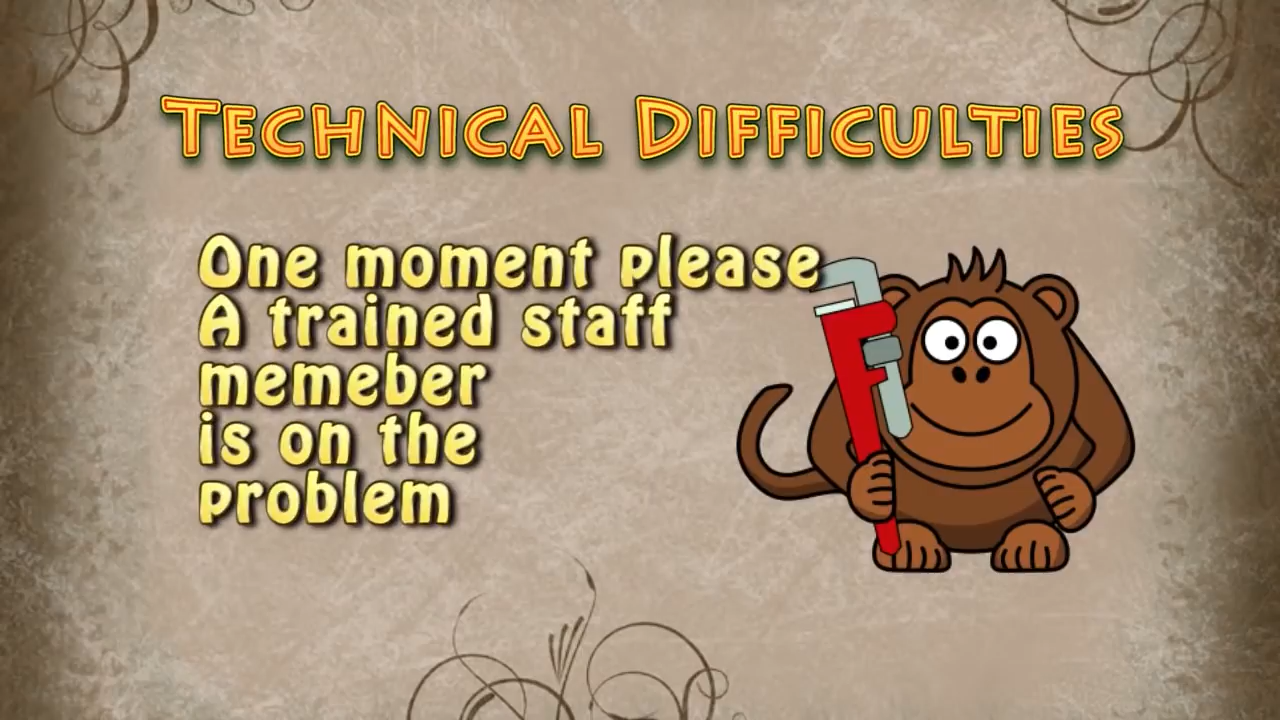 Technical Difficulties
One moment please
A trained staff
memeber
is on the
problem